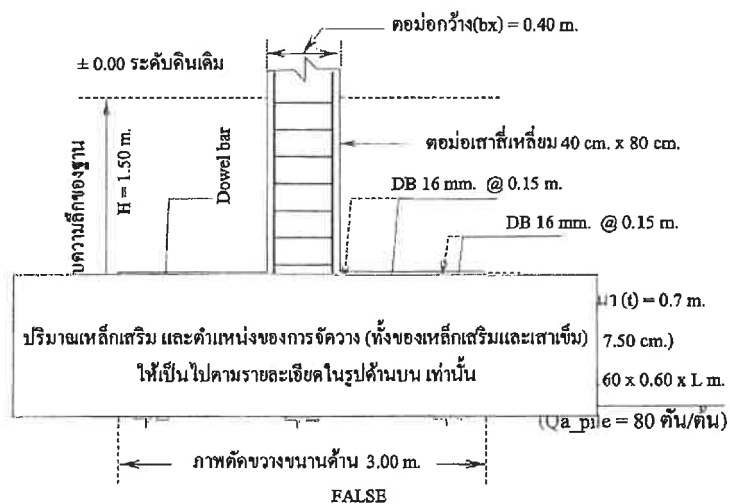 ตอม่อกว้าง(bx) = 0.40 m.
± 0.00 ระดับดินเดิม
ตอม่อเสาสี่เหลี่ยม 40 cm. x 80 cm.
H = 1.50 m.
Dowel bar
DB 16 mm. @ 0.15 m.
DB 16 mm. @ 0.15 m.
ความลึกของฐาน
(t) = 0.7 m.
ปริมาณเหล็กเสริม และตำแหน่งของการจัดวาง (ทั้งของเหล็กเสริมและเสาเข็ม)
7.50 cm.)
ให้เป็นไปตามรายละเอียดในรูปด้านบน เท่านั้น
60 x 0.60 x L m.
(Qa_pile = 80 ตัน/ต้น)
ภาพตัดขวางขนานด้าน 3.00 m.
FALSE